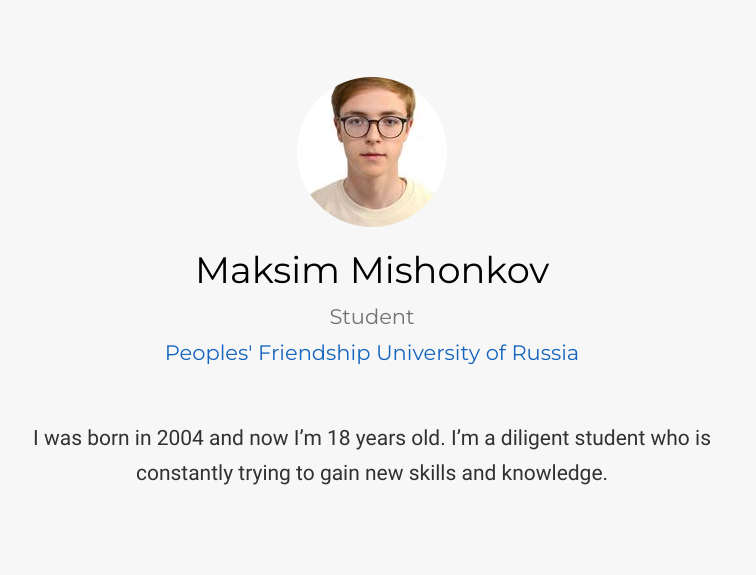 Maksim Mishonkov
Student
Peoples' Friendship University of Russia
I was born in 2004 and now I’m 18 years old. I’m a diligent student who is
constantly trying to gain new skills and knowledge.